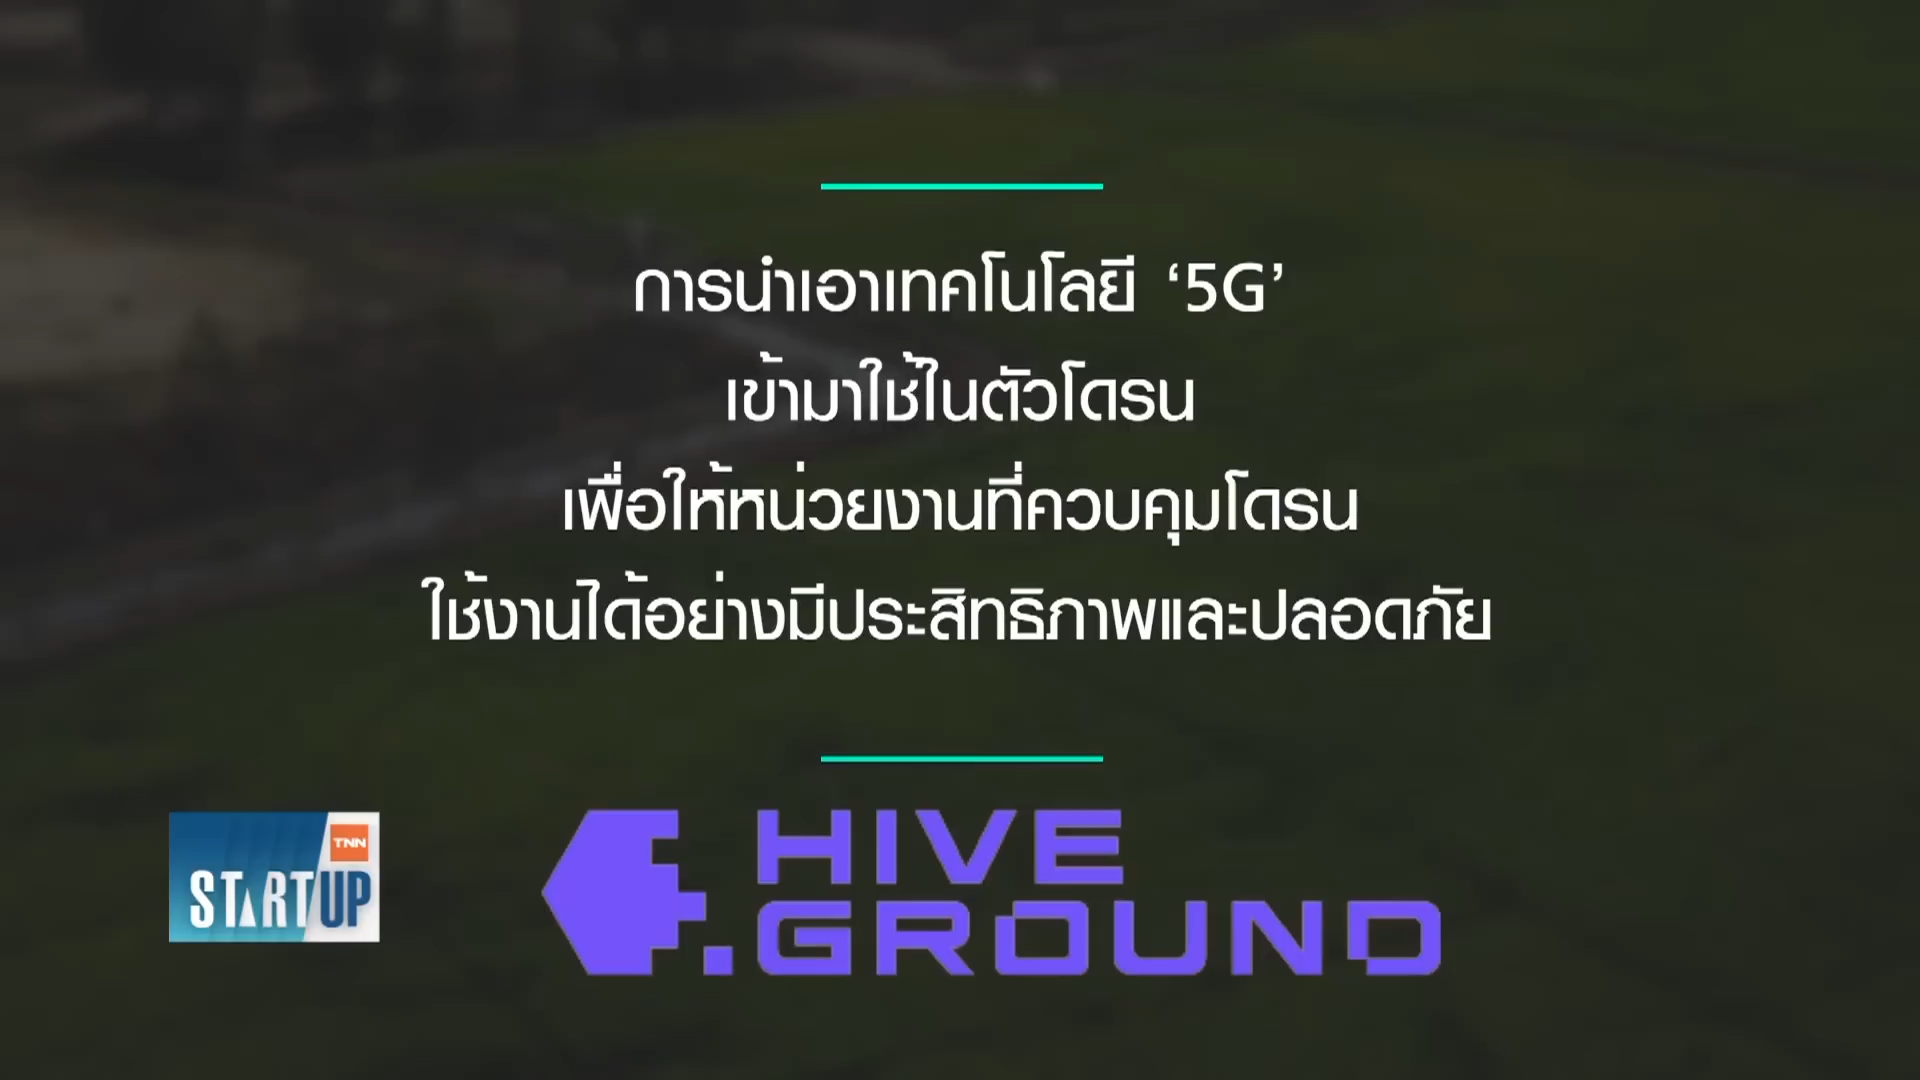 การนำเอาเทคโนโลยี ‘5G’
เข้ามาใช้ในตัวโดรน
เพื่อให้หน่วยงานที่ควบคุมโดรน
ใช้งานได้อย่างมีประสิทธิภาพและปลอดภัย
TNN
STARTUP
HIVE
GROUND